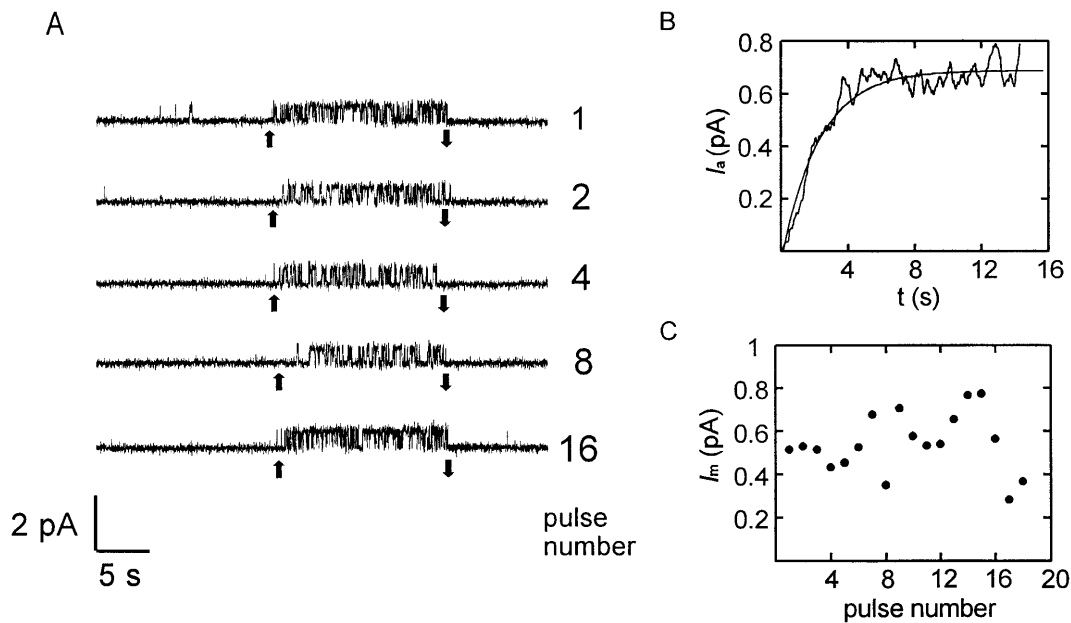 A
1
2
4
8
16
2 pA
5 s
pulse
number
B
0.8
0.6
0.4
0.2
Ia (pA)
4 8 12 16
t (s)
C
1
0.8
0.6
0.4
0.2
Im (pA)
4 8 12 16 20
pulse number